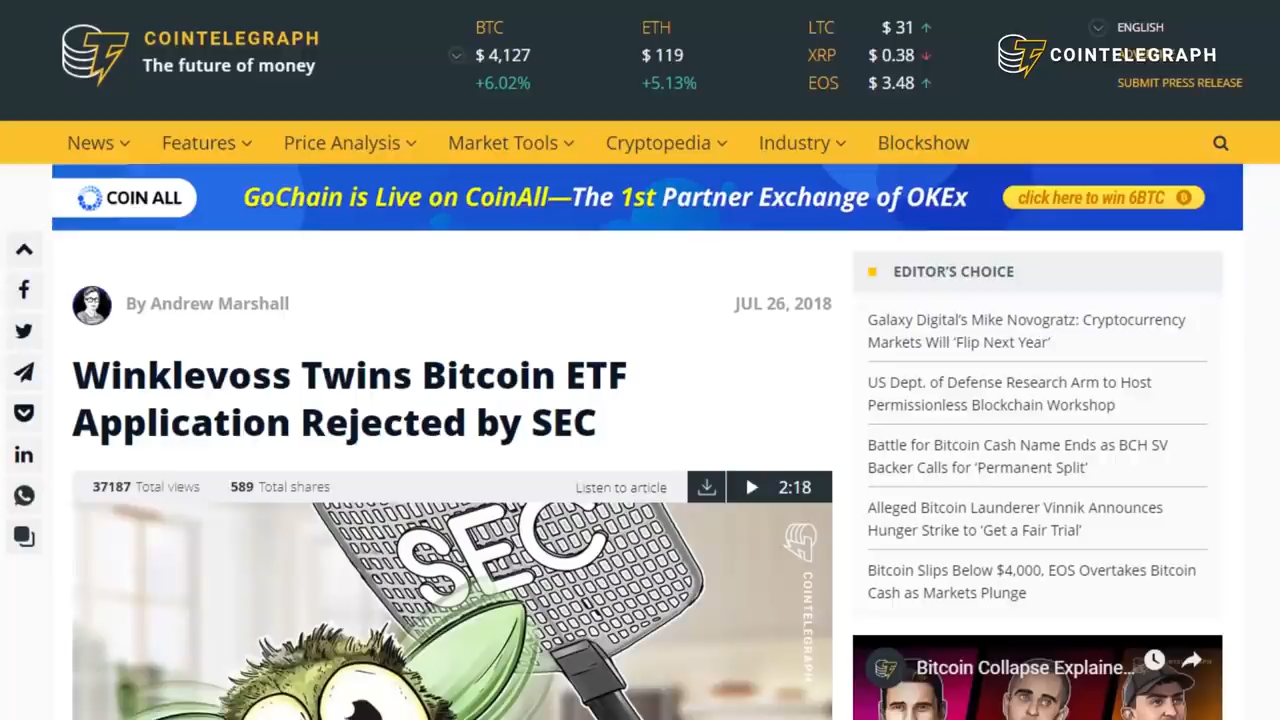 COINTELEGRAPH
The future of money
BTC
$ 4,127
+6.02%
ETH
$ 119
+5.13%
LTC $ 31
XRP $ 0.38
EOS $ 3.48
ENGLISH
COINTELEGRAPH
SUBMIT PRESS RELEASE
News Features Price Analysis Market Tools Cryptopedia Industry Blockshow
COIN ALL GoChain is Live on CoinAll—The 1st Partner Exchange of OKEx click here to win 6BTC
By Andrew Marshall JUL 26, 2018
Winklevoss Twins Bitcoin ETF
Application Rejected by SEC
37187 Total views 589 Total shares Listen to article 2:18
SEC
COINTELEGRAPH
EDITOR'S CHOICE
Galaxy Digital's Mike Novogratz: Cryptocurrency
Markets Will 'Flip Next Year'
US Dept. of Defense Research Arm to Host
Permissionless Blockchain Workshop
Battle for Bitcoin Cash Name Ends as BCH SV
Backer Calls for 'Permanent Split'
Alleged Bitcoin Launderer Vinnik Announces
Hunger Strike to 'Get a Fair Trial'
Bitcoin Slips Below $4,000, EOS Overtakes Bitcoin
Cash as Markets Plunge
Bitcoin Collapse Explaine...